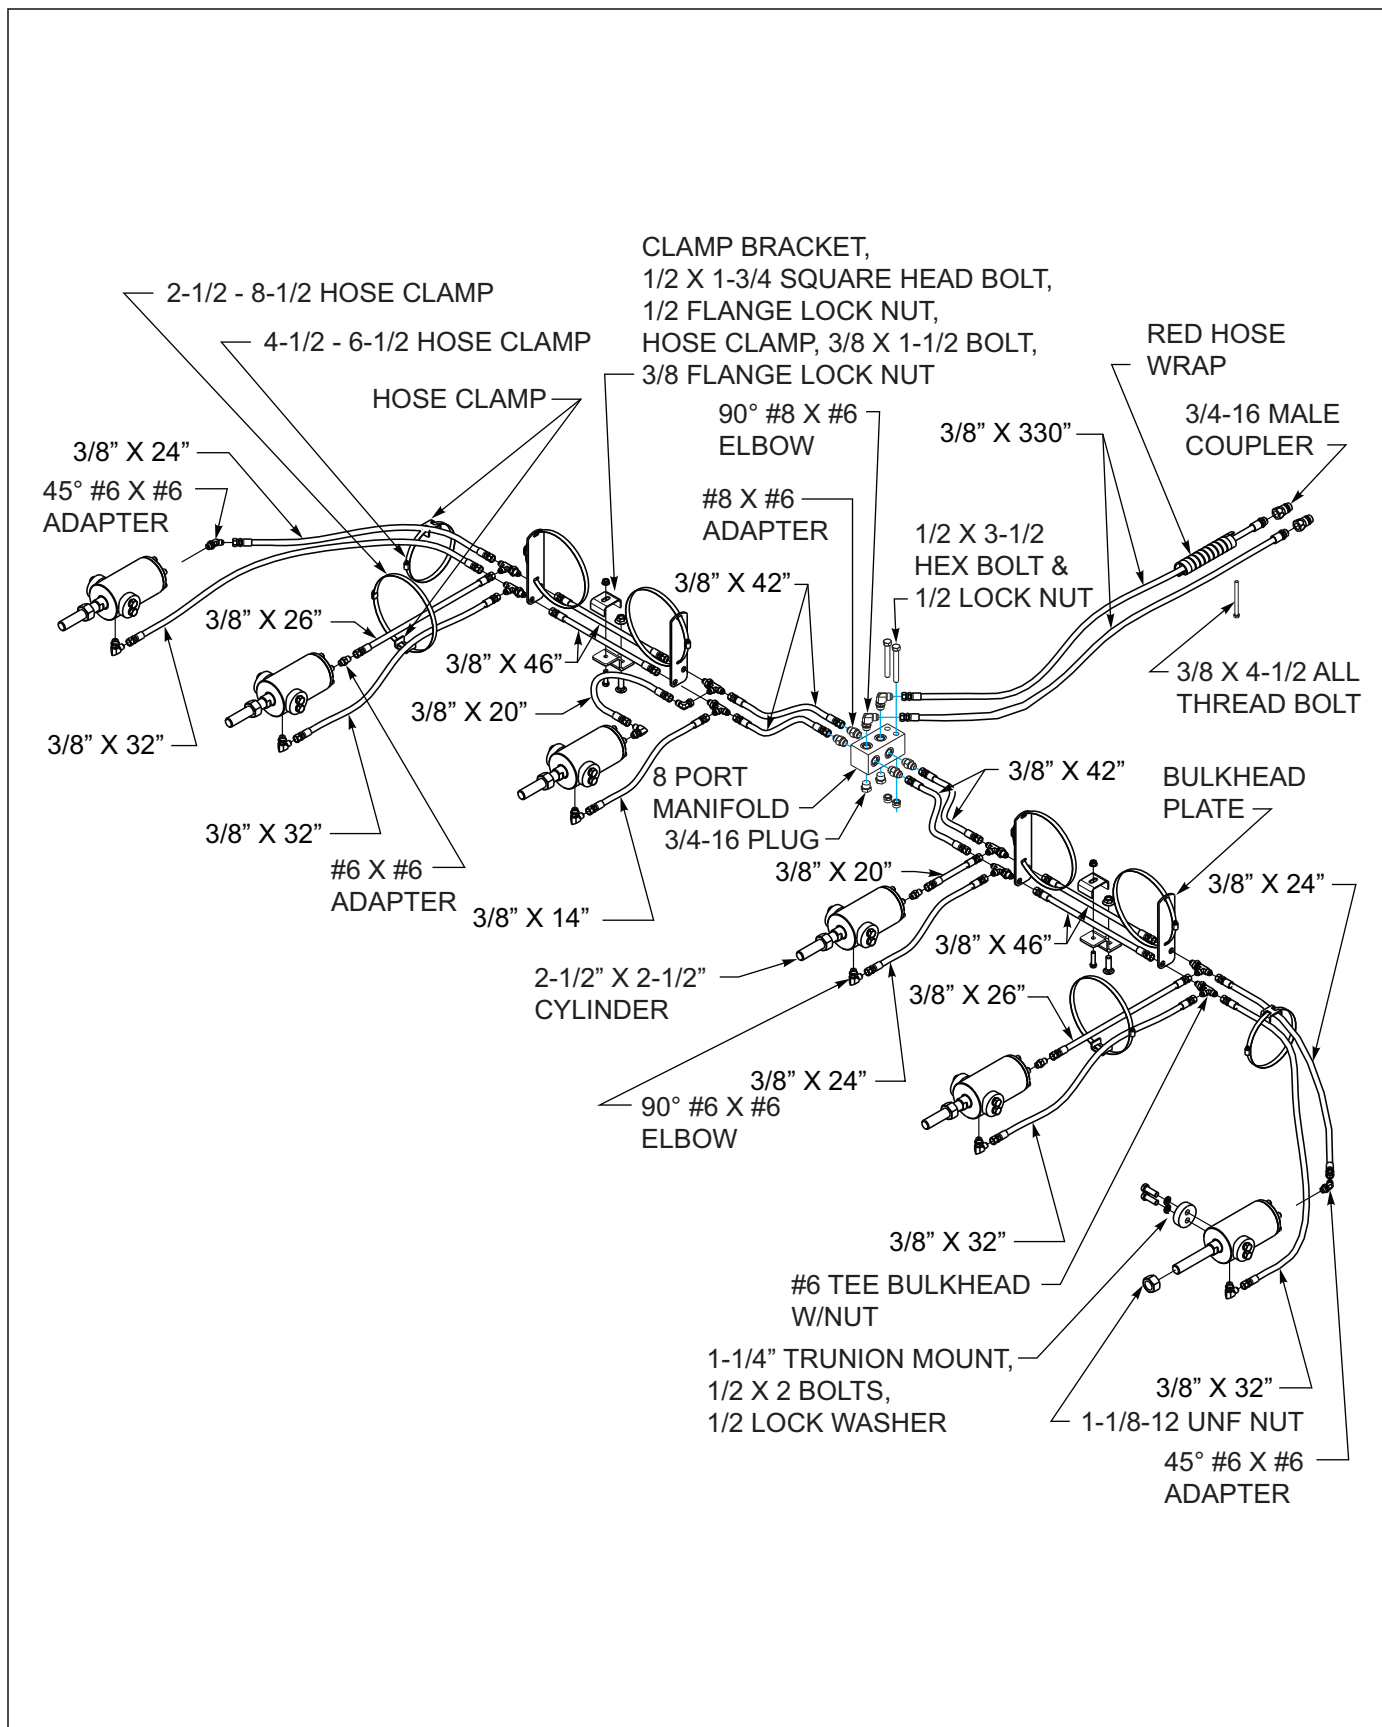 CLAMP BRACKET,
1/2 X 1-3/4 SQUARE HEAD BOLT,
1/2 FLANGE LOCK NUT,
HOSE CLAMP, 3/8 X 1-1/2 BOLT,
3/8 FLANGE LOCK NUT
2-1/2 - 8-1/2 HOSE CLAMP
4-1/2 - 6-1/2 HOSE CLAMP
HOSE CLAMP
RED HOSE
WRAP
90° #8 X #6
ELBOW
3/8” X 330”
3/4-16 MALE
COUPLER
3/8” X 24”
45° #6 X #6
ADAPTER
#8 X #6
ADAPTER
1/2 X 3-1/2
HEX BOLT &
1/2 LOCK NUT
3/8” X 42”
3/8” X 26”
3/8” X 46”
3/8 X 4-1/2 ALL
THREAD BOLT
3/8” X 20”
3/8” X 32”
8 PORT
MANIFOLD
3/4-16 PLUG
3/8” X 42”
BULKHEAD
PLATE
3/8” X 32”
#6 X #6
ADAPTER
3/8” X 20”
3/8” X 24”
3/8” X 14”
3/8” X 46”
2-1/2” X 2-1/2”
CYLINDER
3/8” X 26”
3/8” X 24”
90° #6 X #6
ELBOW
3/8” X 32”
#6 TEE BULKHEAD
W/NUT
1-1/4” TRUNION MOUNT,
1/2 X 2 BOLTS,
1/2 LOCK WASHER
3/8” X 32”
1-1/8-12 UNF NUT
45° #6 X #6
ADAPTER